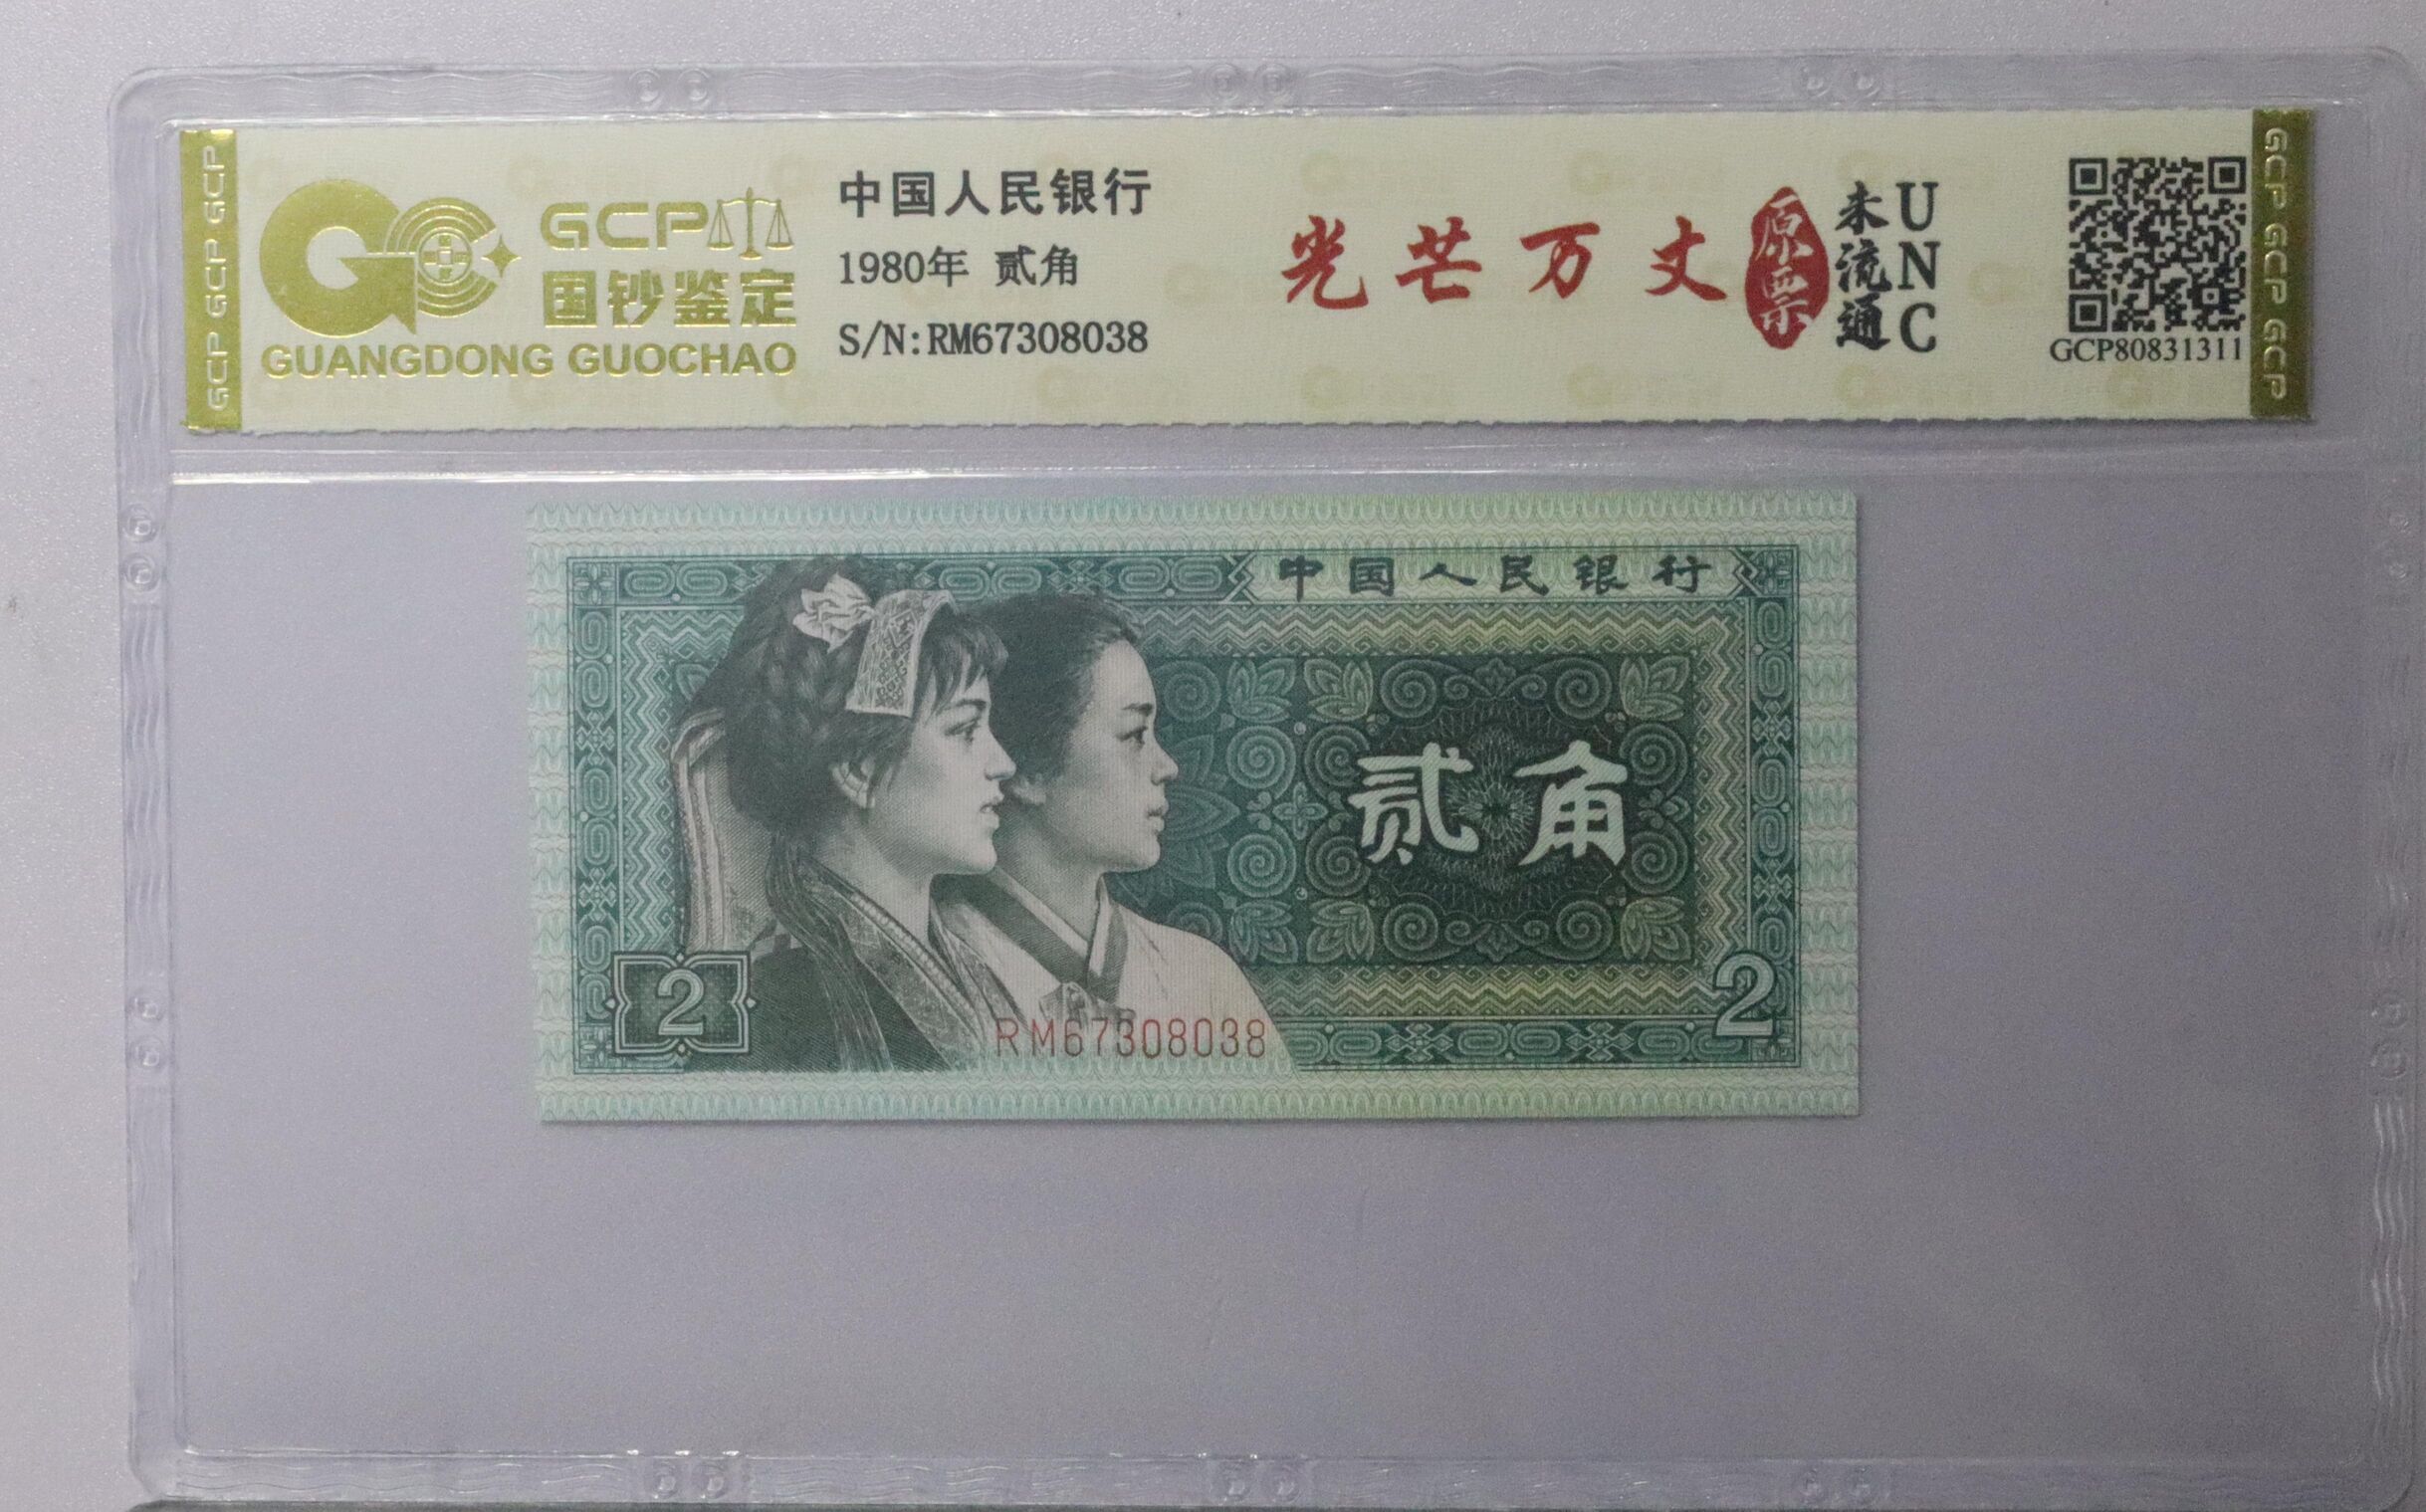 GCP GCP GCP
GCP
国钞鉴定
GUANGDONG GUOCHAO
中国人民银行
1980年 贰角
S/N:RM67308038
光芒万丈
原票
未流通
UNC
GCP80831311
GCP GCP GCP
中国人民银行
贰角
2
RM67308038
2